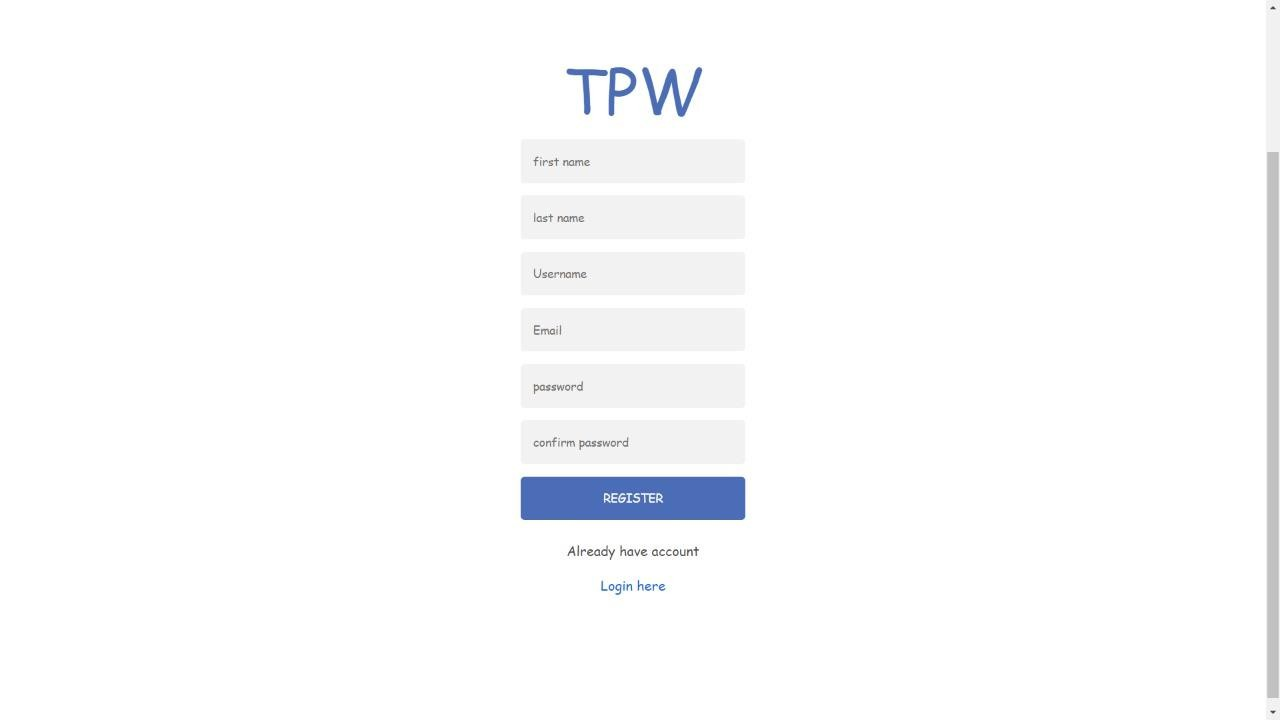 TPW
first name
last name
Username
Email
password
confirm password
REGISTER
Already have account
Login here